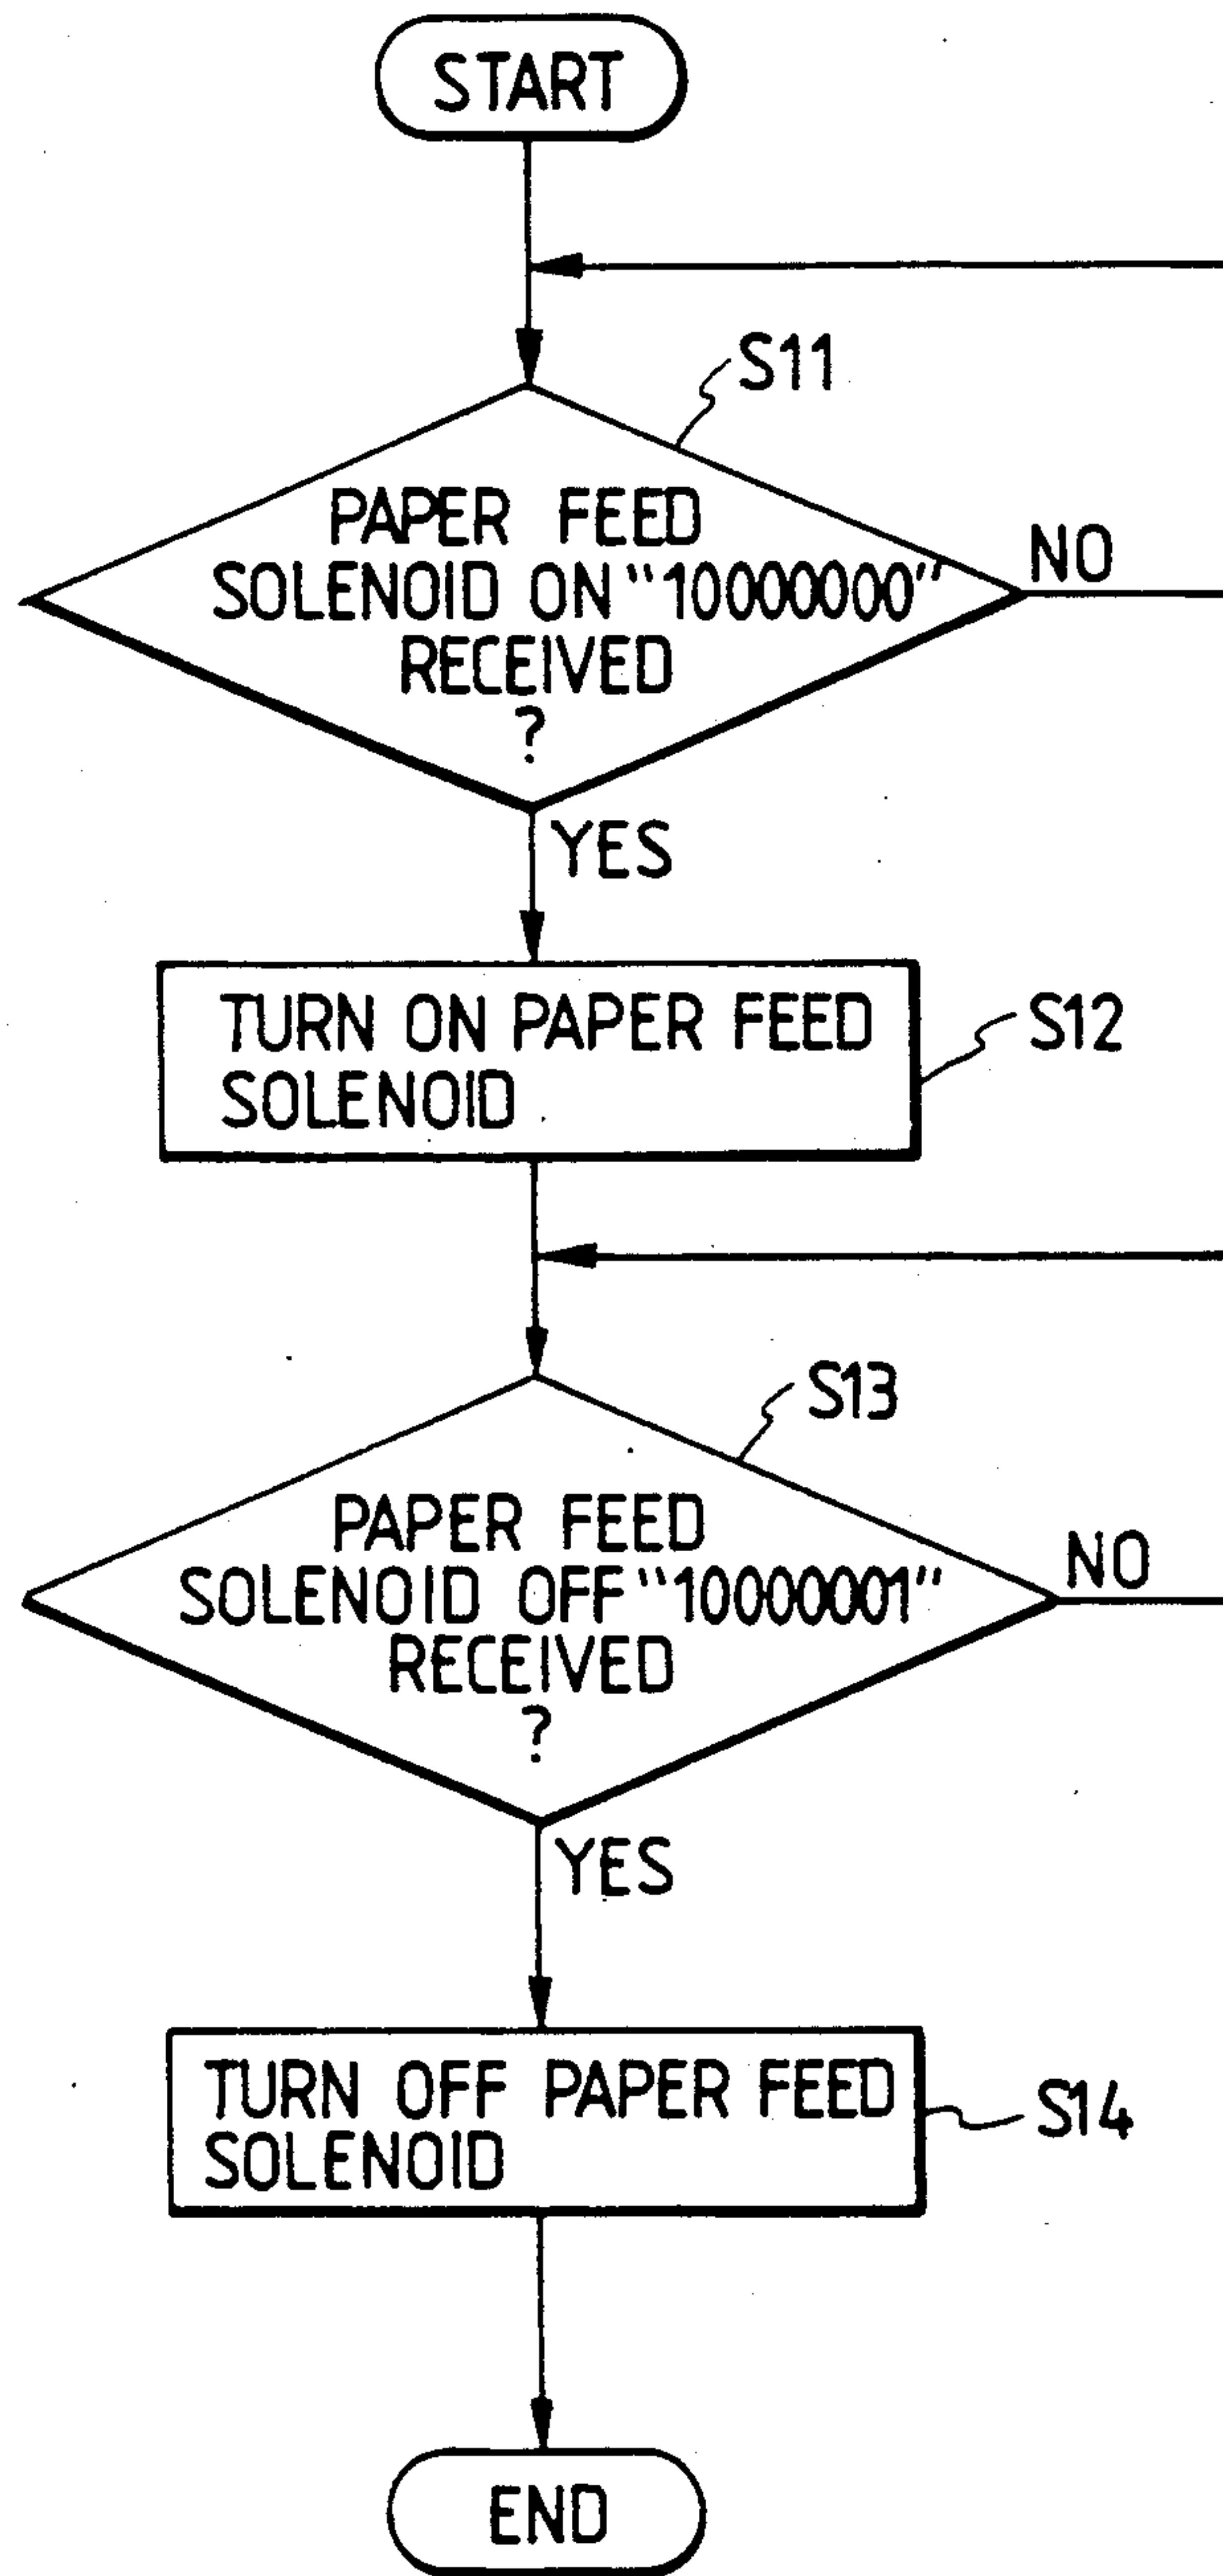 START
S11
PAPER FEED
SOLENOID ON "10000000"
RECEIVED
?
NO
YES
TURN ON PAPER FEED
SOLENOID
S12
S13
PAPER FEED
SOLENOID OFF "10000001"
RECEIVED
?
NO
YES
TURN OFF PAPER FEED
SOLENOID
S14
END